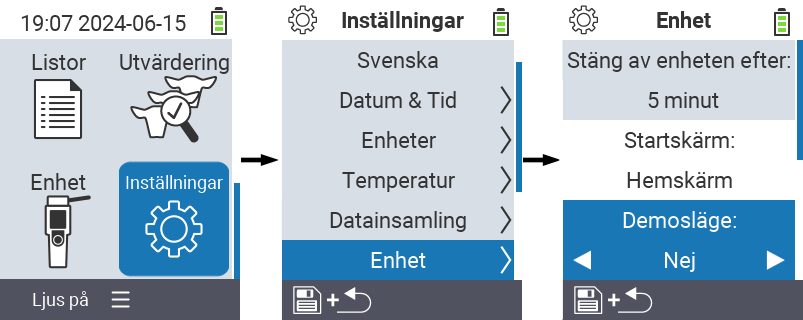 19:07 2024-06-15
Listor
Utvärdering
Enhet
Inställningar
Ljus på
Inställningar
Svenska
Datum & Tid
Enheter
Temperatur
Datainsamling
Enhet
+
Enhet
Stäng av enheten efter:
5 minut
Startskärm:
Hemskärm
Demosläge:
Nej
+